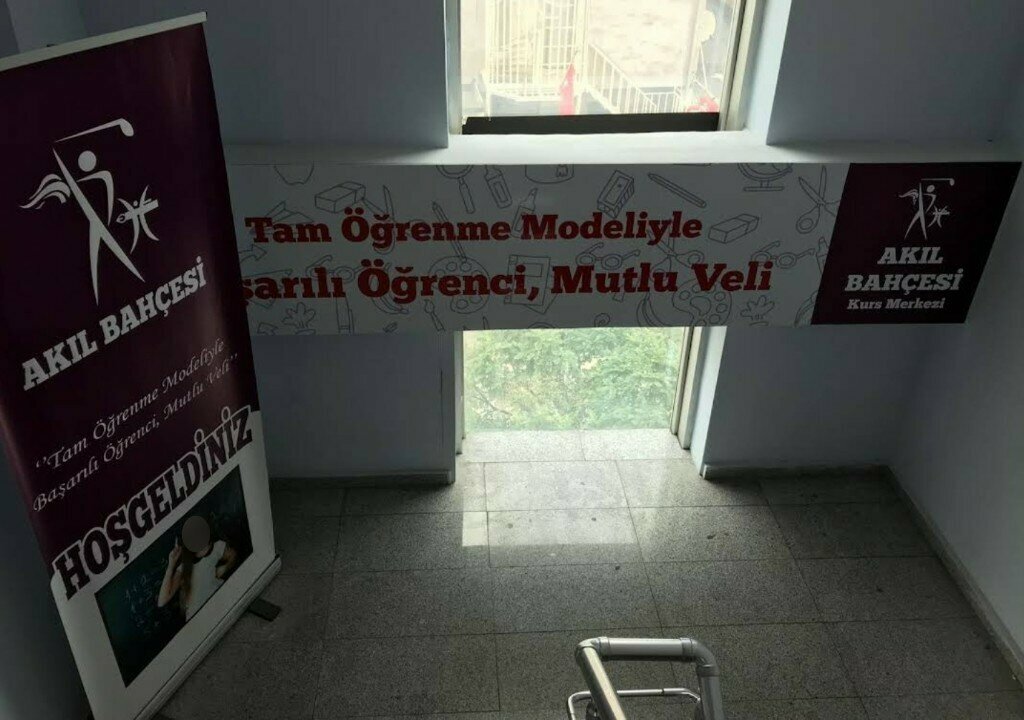 AKIL BAHÇESİ
"Tam Öğrenme Modeliyle
Başarılı Öğrenci, Mutlu Veli"
HOŞGELDİNİZ
Tam Öğrenme Modeliyle
şarılı Öğrenci, Mutlu Veli
AKIL
BAHÇESİ
Kurs Merkezi